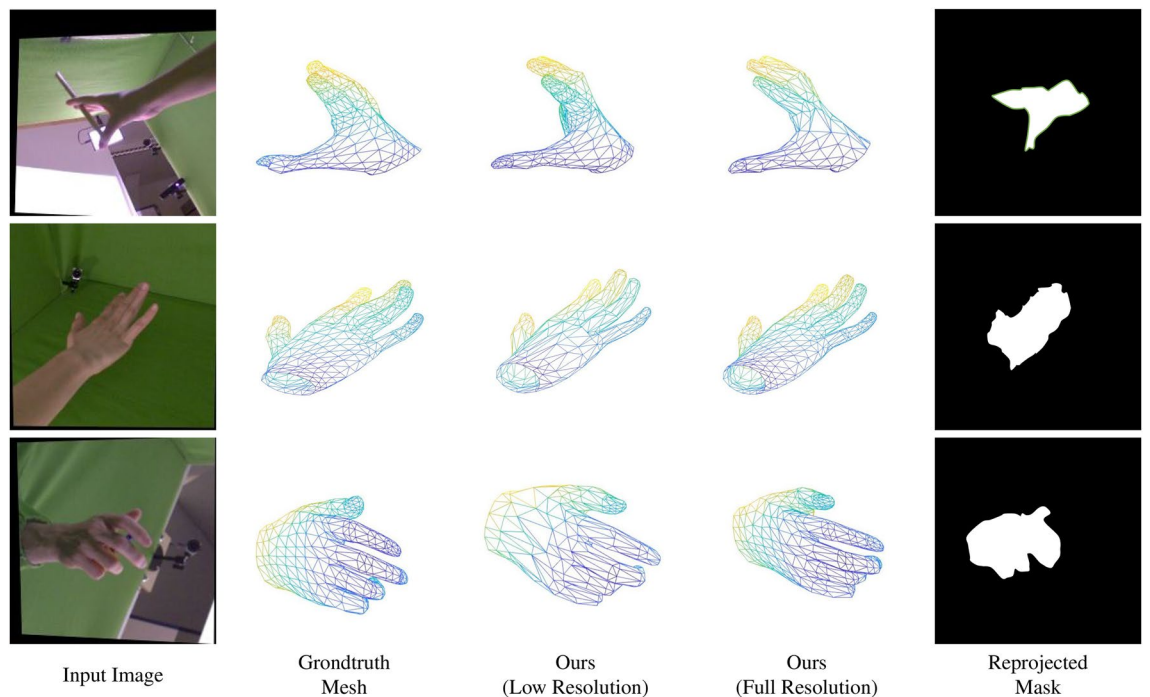 Input Image
Grondtruth
Mesh
Ours
(Low Resolution)
Ours
(Full Resolution)
Reprojected
Mask